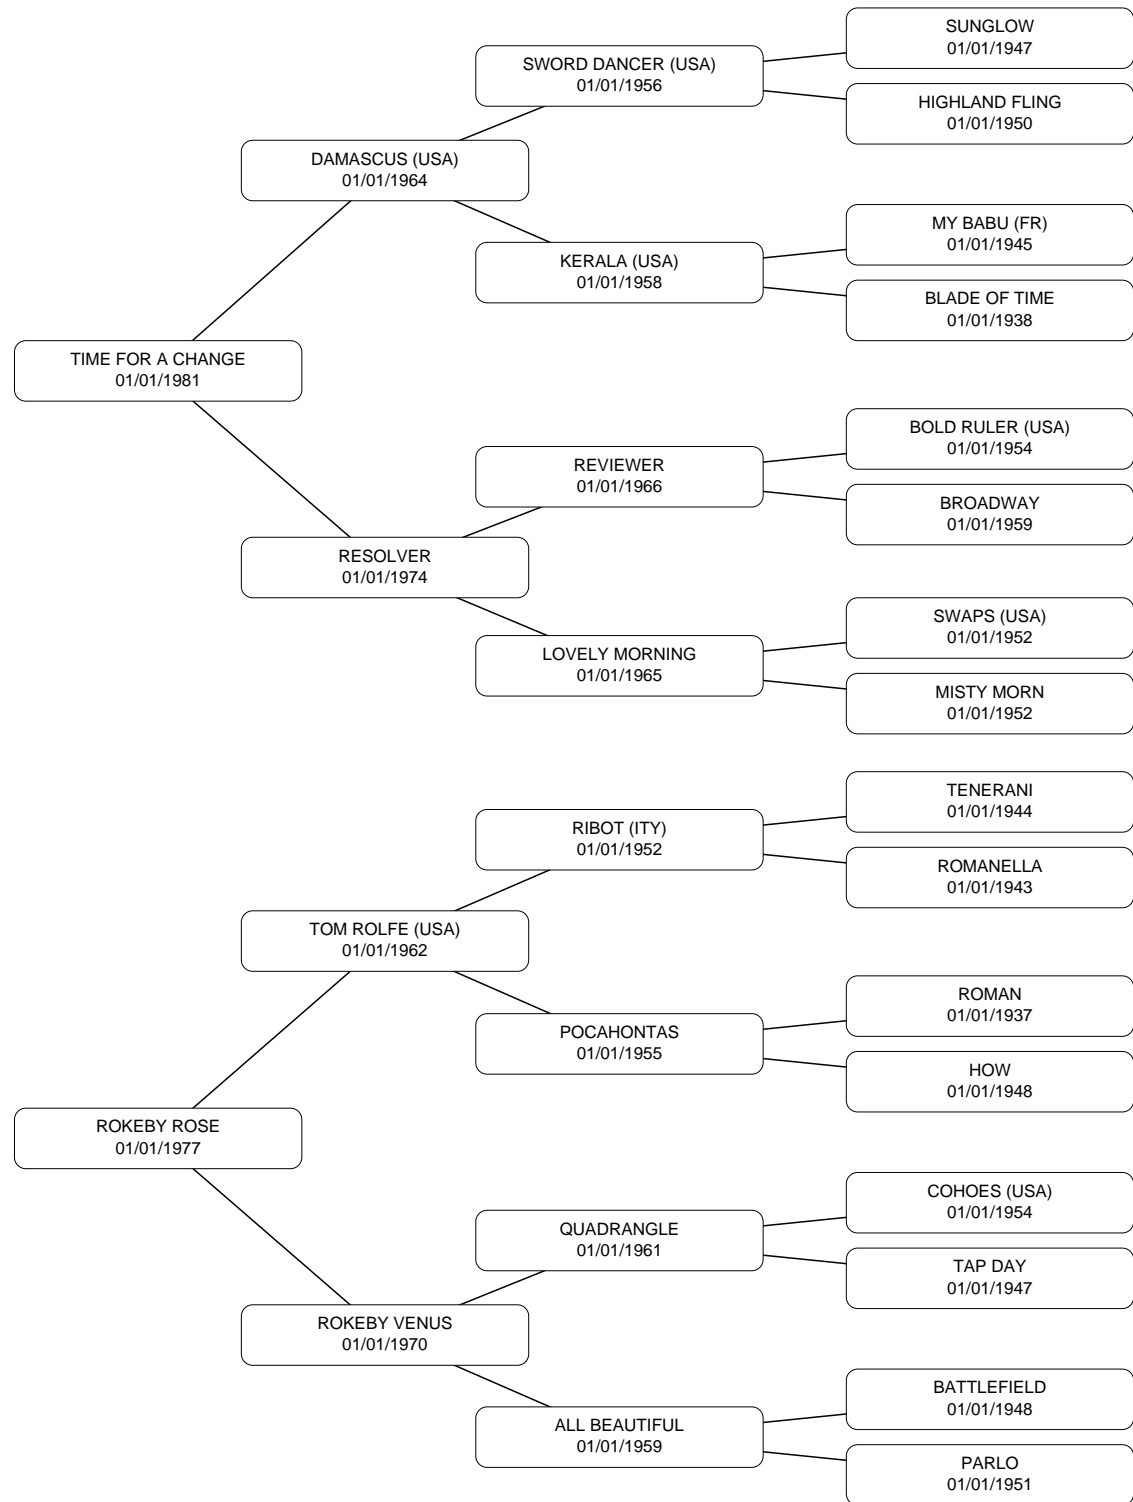 SUNGLOW
01/01/1947
SWORD DANCER (USA)
01/01/1956
HIGHLAND FLING
01/01/1950
DAMASCUS (USA)
01/01/1964
MY BABU (FR)
01/01/1945
KERALA (USA)
01/01/1958
BLADE OF TIME
01/01/1938
TIME FOR A CHANGE
01/01/1981
BOLD RULER (USA)
01/01/1954
REVIEWER
01/01/1966
BROADWAY
01/01/1959
RESOLVER
01/01/1974
SWAPS (USA)
01/01/1952
LOVELY MORNING
01/01/1965
MISTY MORN
01/01/1952
TENERANI
01/01/1944
RIBOT (ITY)
01/01/1952
ROMANELLA
01/01/1943
TOM ROLFE (USA)
01/01/1962
ROMAN
01/01/1937
POCAHONTAS
01/01/1955
HOW
01/01/1948
ROKEBY ROSE
01/01/1977
COHOES (USA)
01/01/1954
QUADRANGLE
01/01/1961
TAP DAY
01/01/1947
ROKEBY VENUS
01/01/1970
BATTLEFIELD
01/01/1948
ALL BEAUTIFUL
01/01/1959
PARLO
01/01/1951